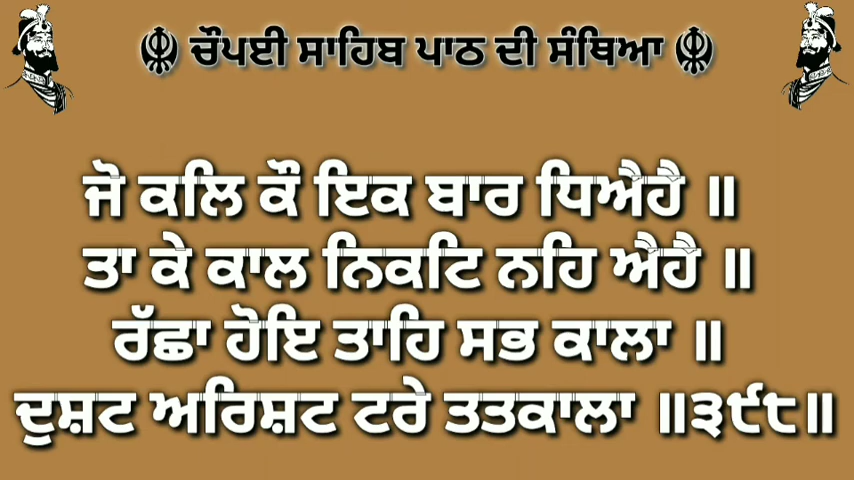 ☬ ਚੌਪਈ ਸਾਹਿਬ ਪਾਠ ਦੀ ਸੰਥਿਆ ☬
ਜੋ ਕਲਿ ਕੌ ਇਕ ਬਾਰ ਧਿਐਹੈ ॥
ਤਾ ਕੇ ਕਾਲ ਨਿਕਟਿ ਨਹਿ ਐਹੈ ॥
ਰੱਛਾ ਹੋਇ ਤਾਹਿ ਸਭ ਕਾਲਾ ॥
ਦੁਸ਼ਟ ਅਰਿਸ਼ਟ ਟਰੇ ਤਤਕਾਲਾ ॥੩੯੮॥